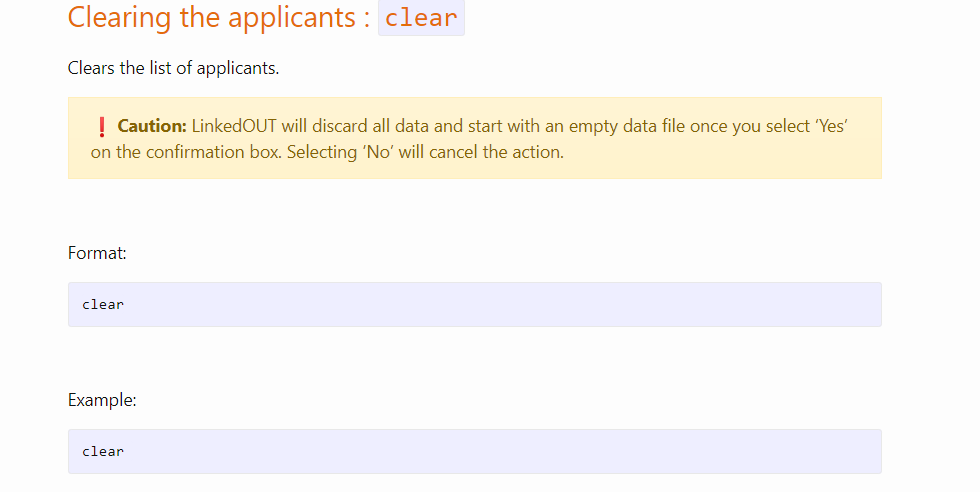 Clearing the applicants : clear
Clears the list of applicants.
❗ Caution: LinkedOUT will discard all data and start with an empty data file once you select ‘Yes’
on the confirmation box. Selecting ‘No’ will cancel the action.
Format:
clear
Example:
clear